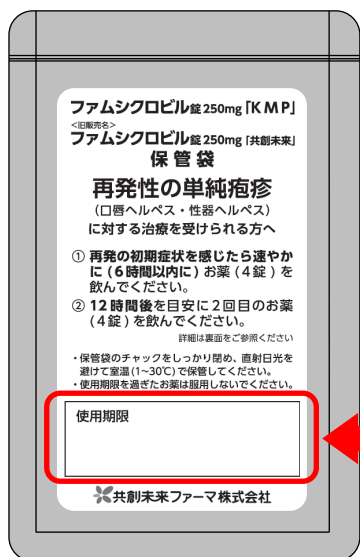 ファムシクロビル錠250mg「KMP」
<旧販売名>
ファムシクロビル錠250mg「共創未来」
保管袋
再発性の単純疱疹
（口唇ヘルペス・性器ヘルペス）
に対する治療を受けられる方へ
① 再発の初期症状を感じたら速やか
に（6時間以内に）お薬（4錠）を
飲んでください。
② 12時間後を目安に2回目のお薬
（4錠）を飲んでください。
詳細は裏面をご参照ください
・保管袋のチャックをしっかり閉め、直射日光を
避けて室温（1~30℃）で保管してください。
・使用期限を過ぎたお薬は服用しないでください。
使用期限
共創未来ファーマ株式会社